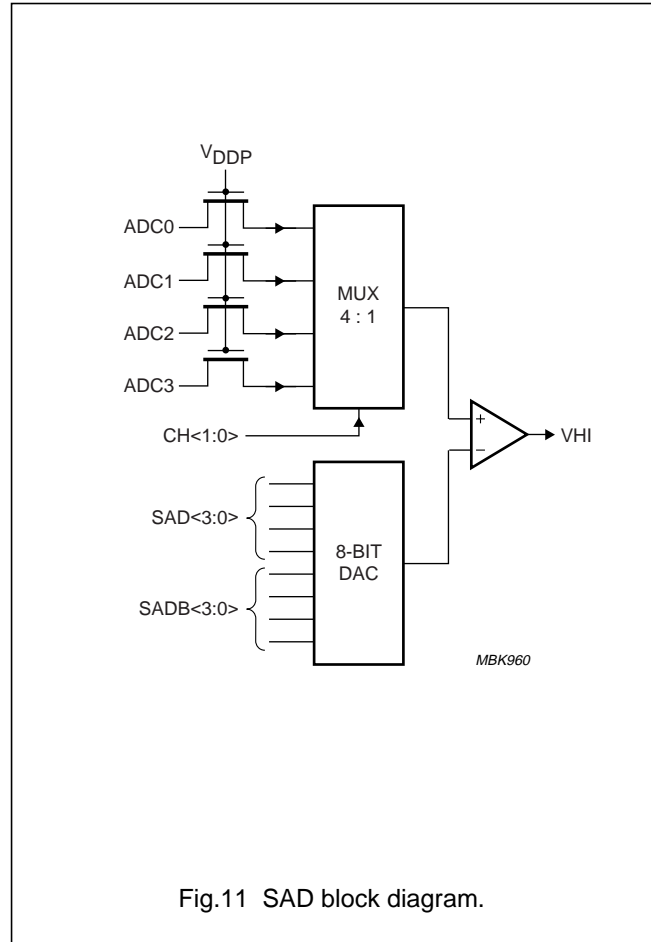 VDDP
ADC0
ADC1
ADC2
ADC3
MUX
4 : 1
CH<1:0>
+
−
VHI
SAD<3:0>
SADB<3:0>
8-BIT
DAC
MBK960
Fig.11 SAD block diagram.